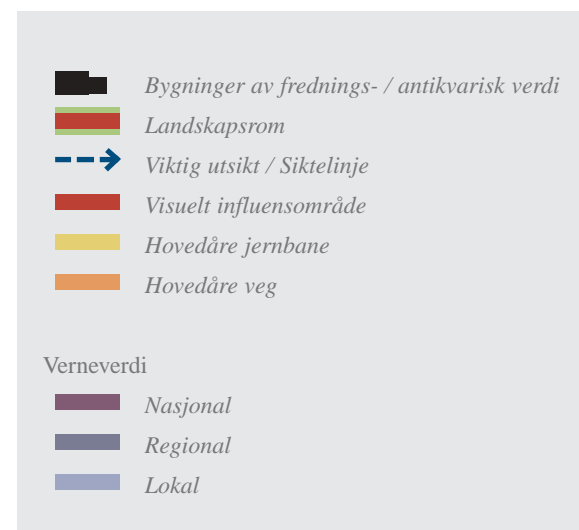 Bygninger av frednings- / antikvarisk verdi
Landskapsrom
Viktig utsikt / Siktelinje
Visuelt influensområde
Hovedåre jernbane
Hovedåre veg
Verneverdi
Nasjonal
Regional
Lokal